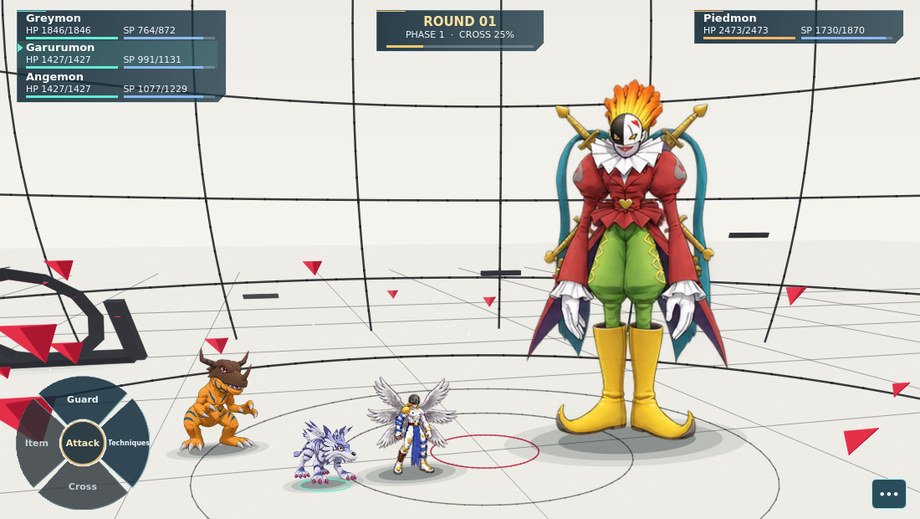 Greymon
HP 1846/1846 SP 764/872
Garurumon
HP 1427/1427 SP 991/1131
Angemon
HP 1427/1427 SP 1077/1229
ROUND 01
PHASE 1 · CROSS 25%
Piedmon
HP 2473/2473 SP 1730/1870
Guard
Item Attack Techniques
Cross